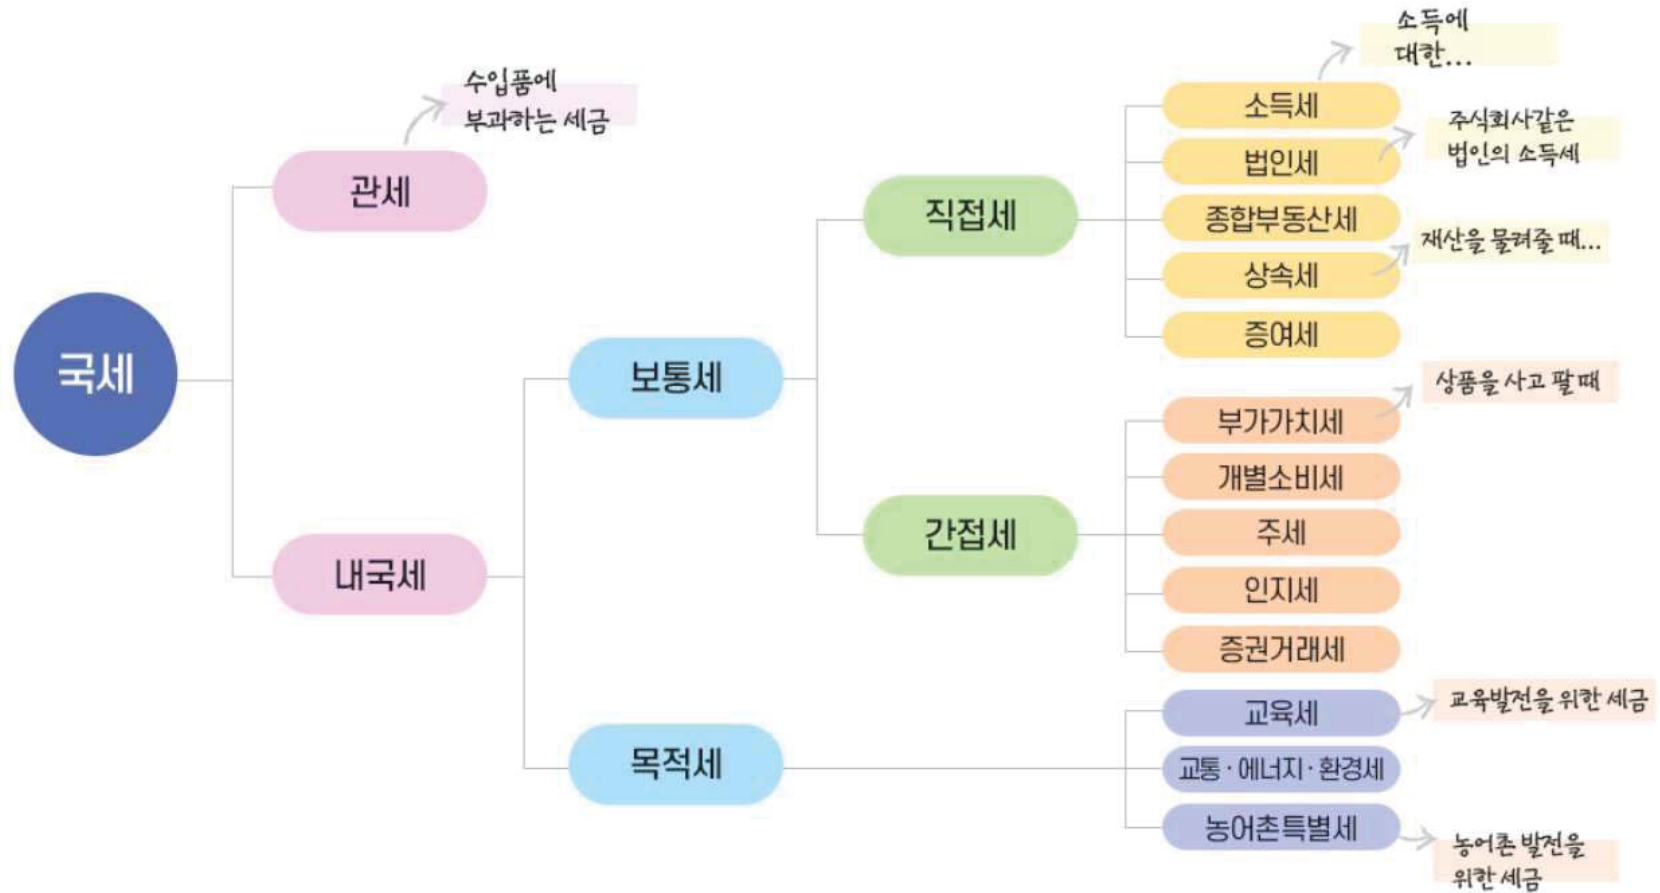 소득에
대한...
수입품에
부과하는 세금
소득세
주식회사같은
법인의 소득세
관세
법인세
직접세
종합부동산세
재산을 물려줄 때...
상속세
증여세
국세
보통세
상품을 사고 팔 때
부가가치세
개별소비세
간접세
주세
내국세
인지세
증권거래세
교육세
교육발전을 위한 세금
목적세
교통·에너지·환경세
농어촌특별세
농어촌 발전을
위한 세금